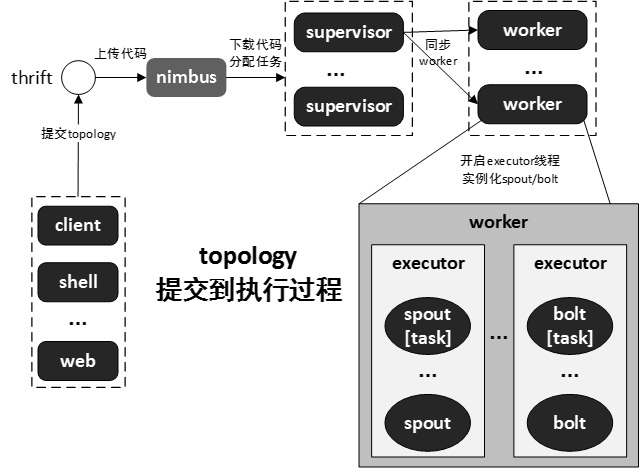 thrift
上传代码
nimbus
下载代码
分配任务
supervisor
...
supervisor
同步
worker
worker
...
worker
提交topology
client
shell
...
web
topology
提交到执行过程
开启executor线程
实例化spout/bolt
worker
executor
spout
[task]
...
spout
...
executor
bolt
[task]
...
bolt